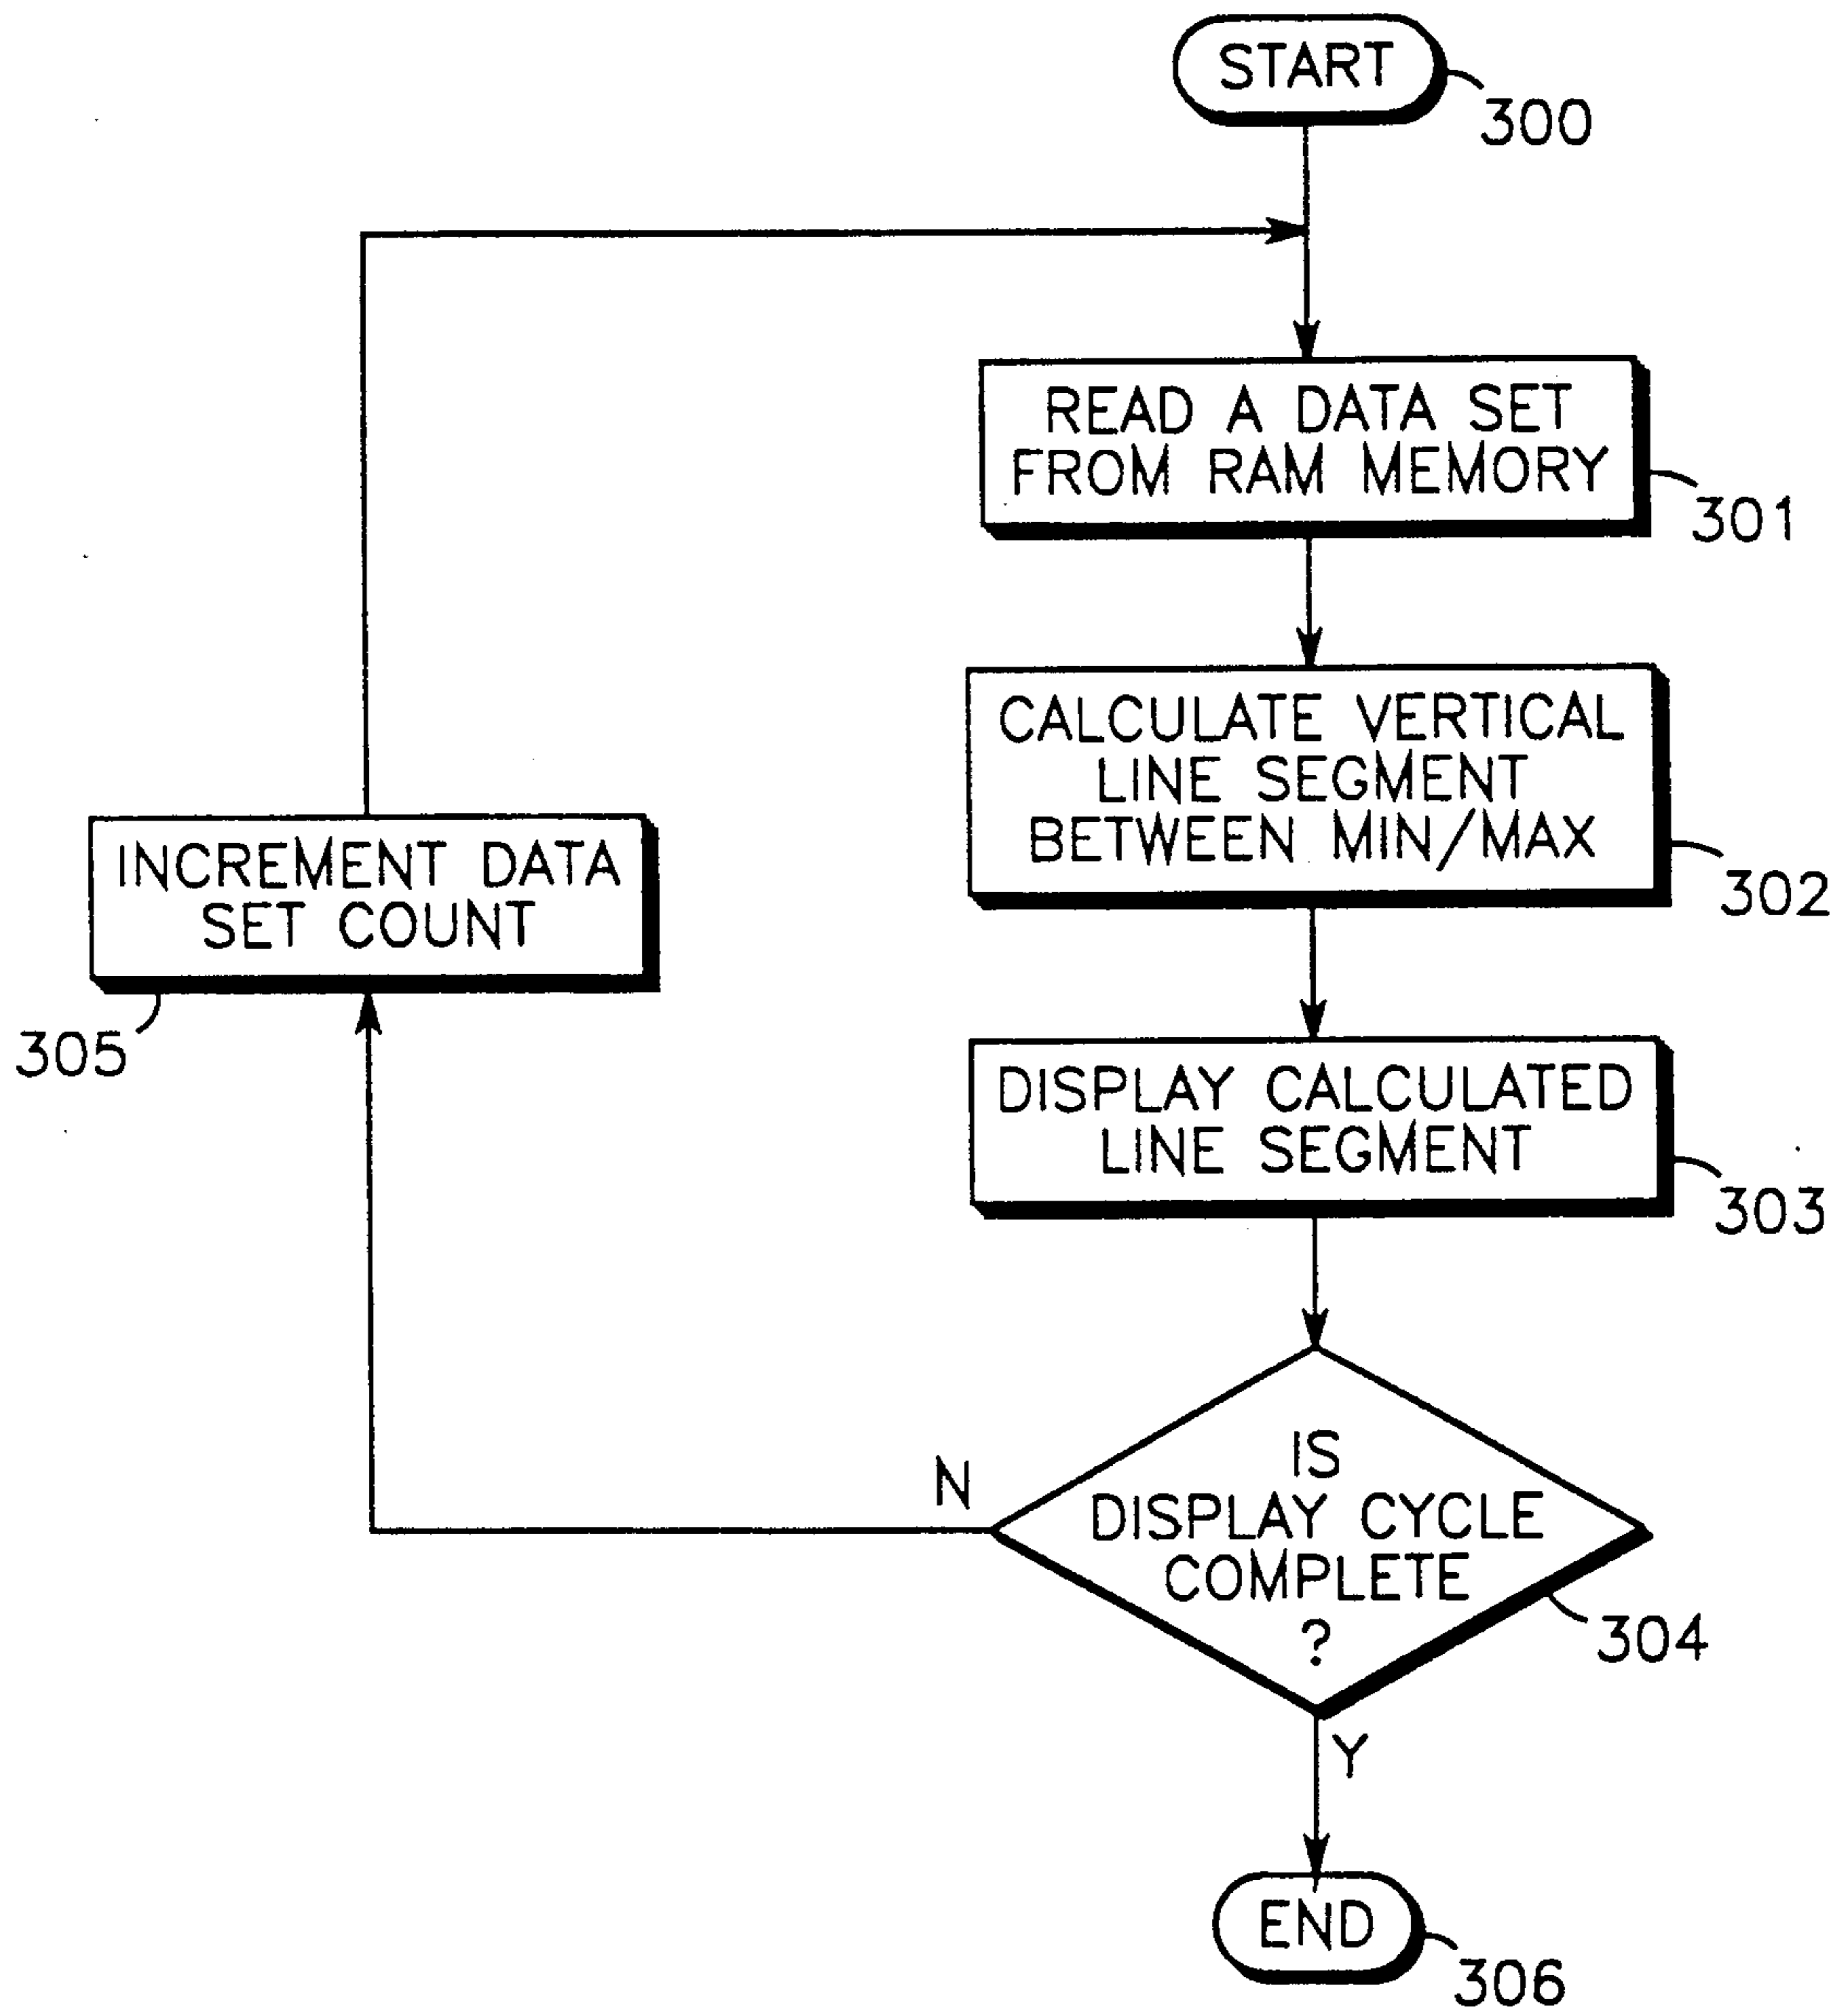 START
300
READ A DATA SET
FROM RAM MEMORY
301
CALCULATE VERTICAL
LINE SEGMENT
BETWEEN MIN/MAX
302
INCREMENT DATA
SET COUNT
305
DISPLAY CALCULATED
LINE SEGMENT
303
N
IS
DISPLAY CYCLE
COMPLETE
?
304
Y
END
306